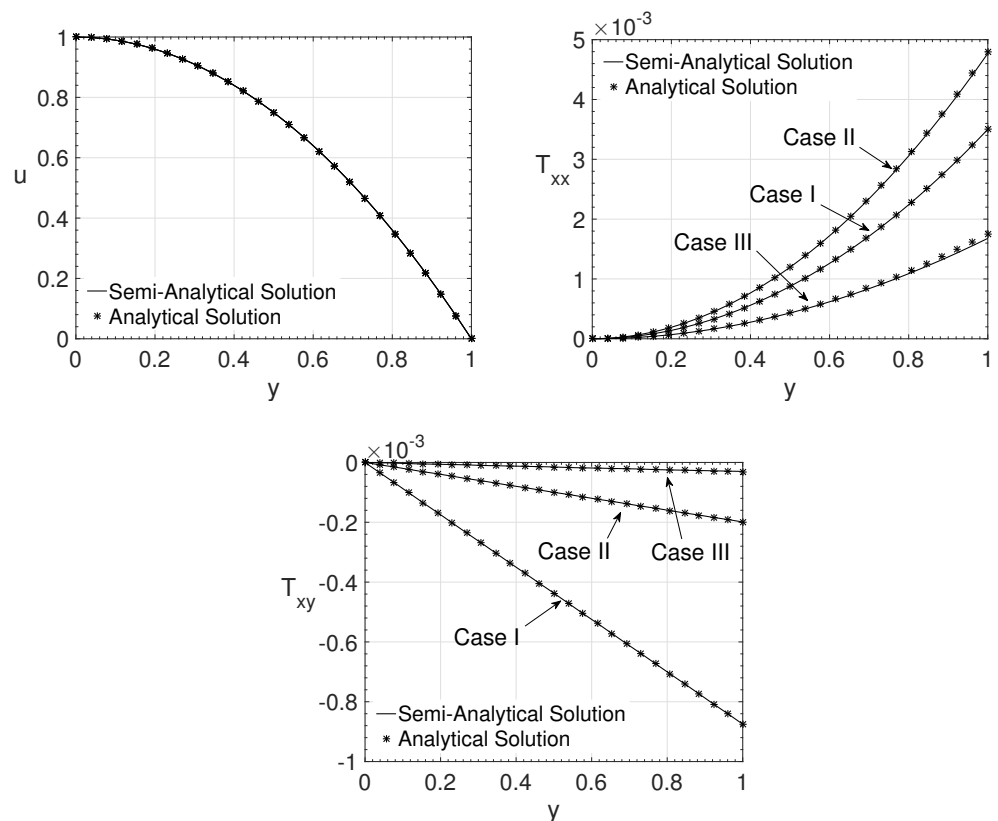 1
0.8
0.6
0.4
0.2
0
u
Semi-Analytical Solution
Analytical Solution
0 0.2 0.4 0.6 0.8 1
y
×10-3
5
4
3
2
1
0
Txx
Semi-Analytical Solution
Analytical Solution
Case II
Case I
Case III
0 0.2 0.4 0.6 0.8 1
y
×10-3
0
-0.2
-0.4
-0.6
-0.8
-1
Txy
Case II
Case III
Case I
Semi-Analytical Solution
Analytical Solution
0 0.2 0.4 0.6 0.8 1
y